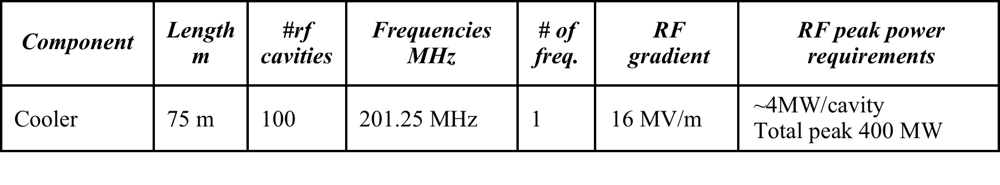 Component
Length
m
#rf
cavities
Frequencies
MHz
# of
freq.
RF
gradient
RF peak power
requirements
Cooler
75 m
100
201.25 MHz
1
16 MV/m
~4MW/cavity
Total peak 400 MW